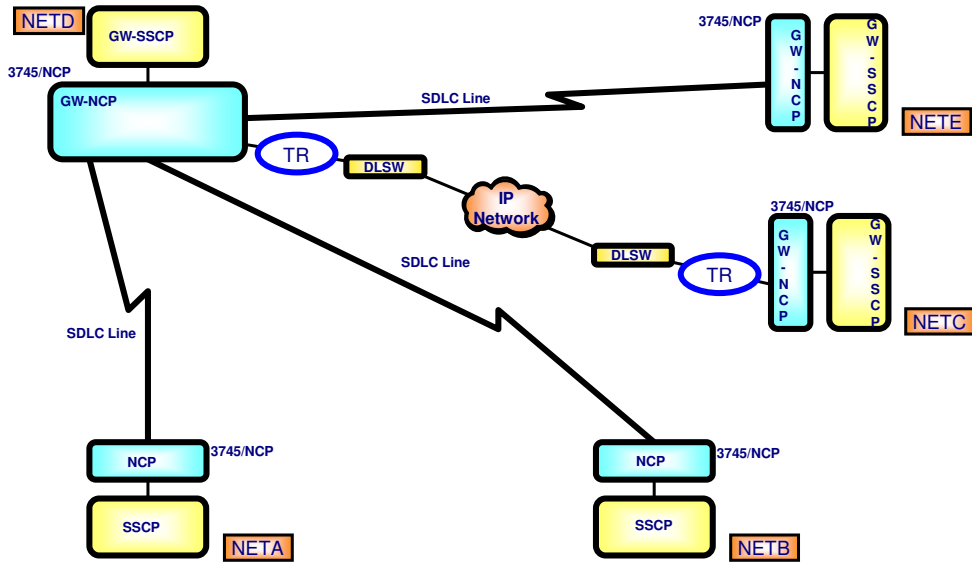 NETD
GW-SSCP
3745/NCP
GW-NCP
SDLC Line
3745/NCP
GW-NCP
GW-SSCP
NETE
TR
DLSW
IP
Network
DLSW
TR
3745/NCP
GW-NCP
GW-SSCP
NETC
SDLC Line
SDLC Line
NCP
3745/NCP
SSCP
NETA
NCP
3745/NCP
SSCP
NETB